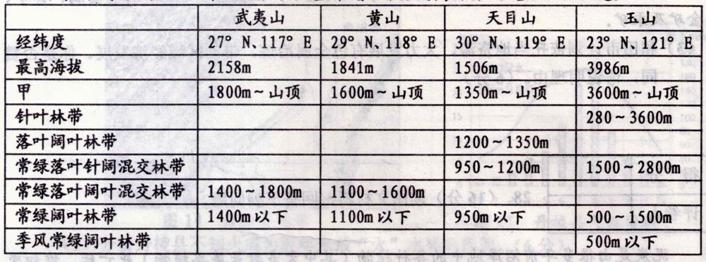 武夷山 黄山 天目山 玉山
经纬度 27° N、117° E 29° N、118° E 30° N、119° E 23° N、121° E
最高海拔 2158m 1841m 1506m 3986m
甲 1800m~山顶 1600m~山顶 1350m~山顶 3600m~山顶
针叶林带 280~3600m
落叶阔叶林带 1200~1350m
常绿落叶针阔混交林带 950~1200m 1500~2800m
常绿落叶阔叶混交林带 1400~1800m 1100~1600m
常绿阔叶林带 1400m以下 1100m以下 950m以下 500~1500m
季风常绿阔叶林带 500m以下